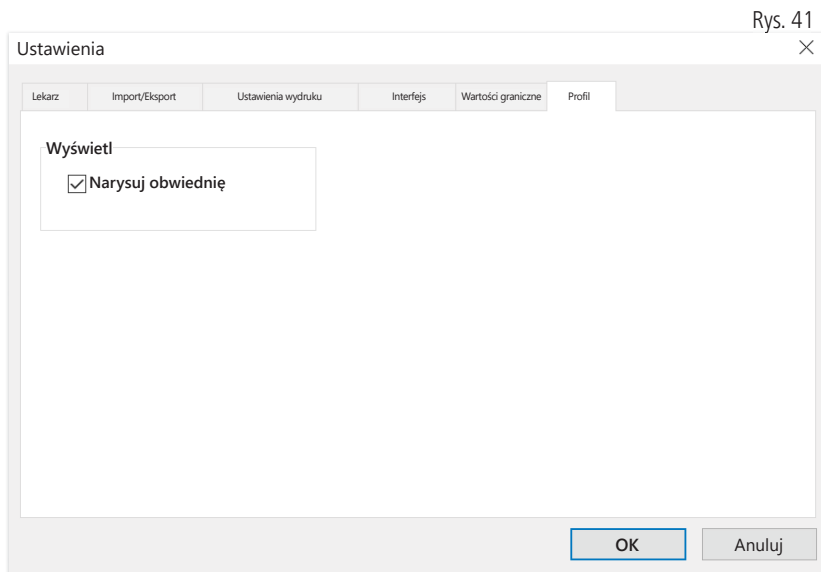 Rys. 41
Ustawienia
Lekarz Import/Eksport Ustawienia wydruku Interfejs Wartości graniczne Profil
Wyświetl
Narysuj obwiednię
OK Anuluj